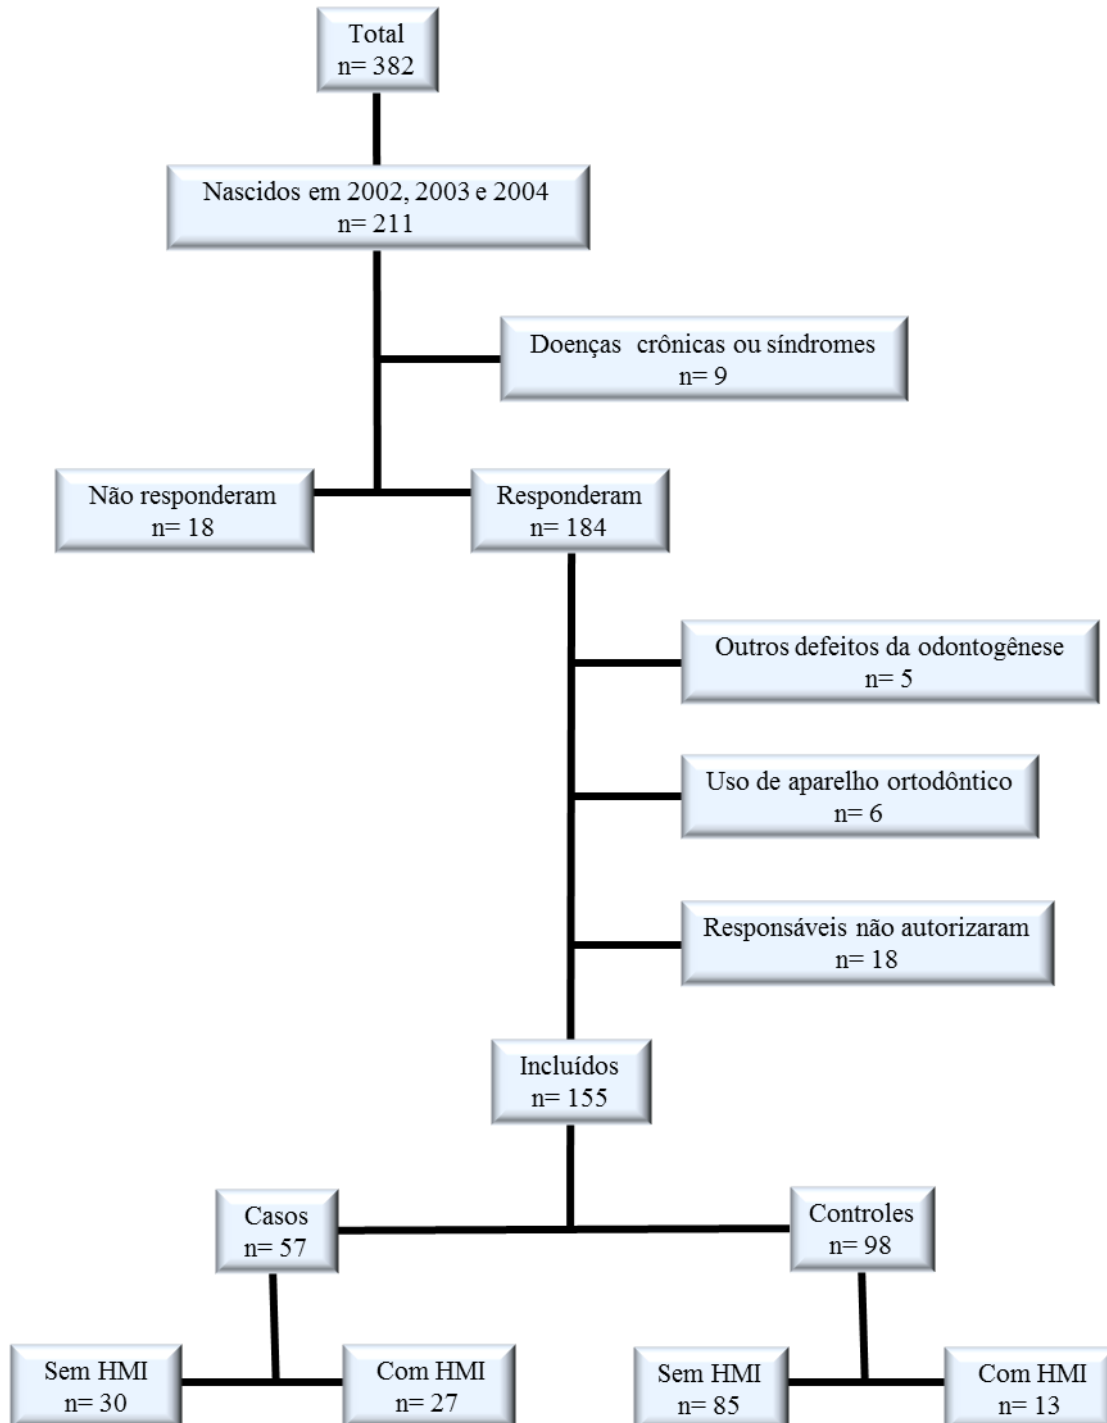 Total
n= 382
Nascidos em 2002, 2003 e 2004
n= 211
Doenças crônicas ou síndromes
n= 9
Não responderam
n= 18
Responderam
n= 184
Outros defeitos da odontogênese
n= 5
Uso de aparelho ortodôntico
n= 6
Responsáveis não autorizaram
n= 18
Incluídos
n= 155
Casos
n= 57
Controles
n= 98
Sem HMI
n= 30
Com HMI
n= 27
Sem HMI
n= 85
Com HMI
n= 13